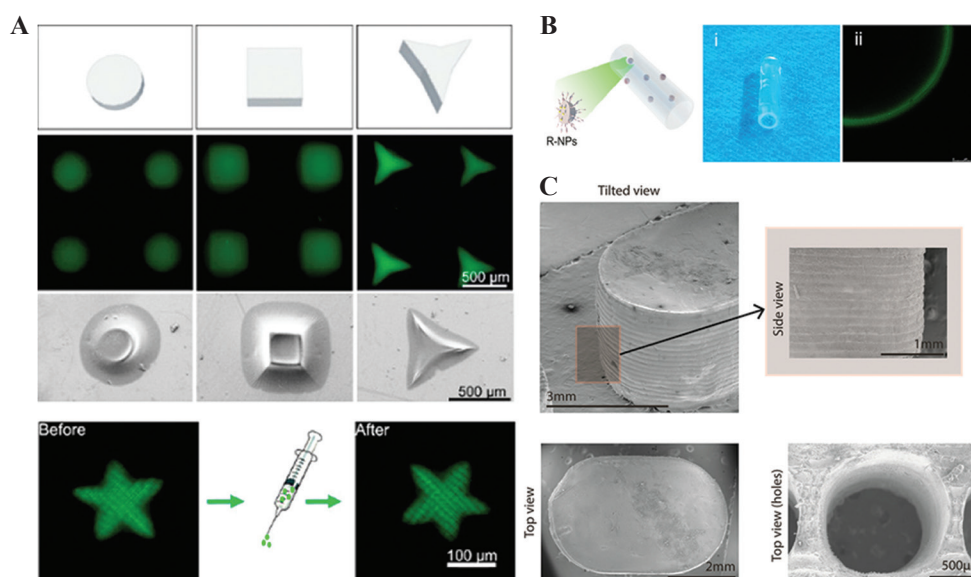 A
500 µm
500 µm
Before
After
100 µm
B
R-NPs
i
ii
C
Tilted view
3mm
Side view
1mm
Top view
2mm
Top view (holes)